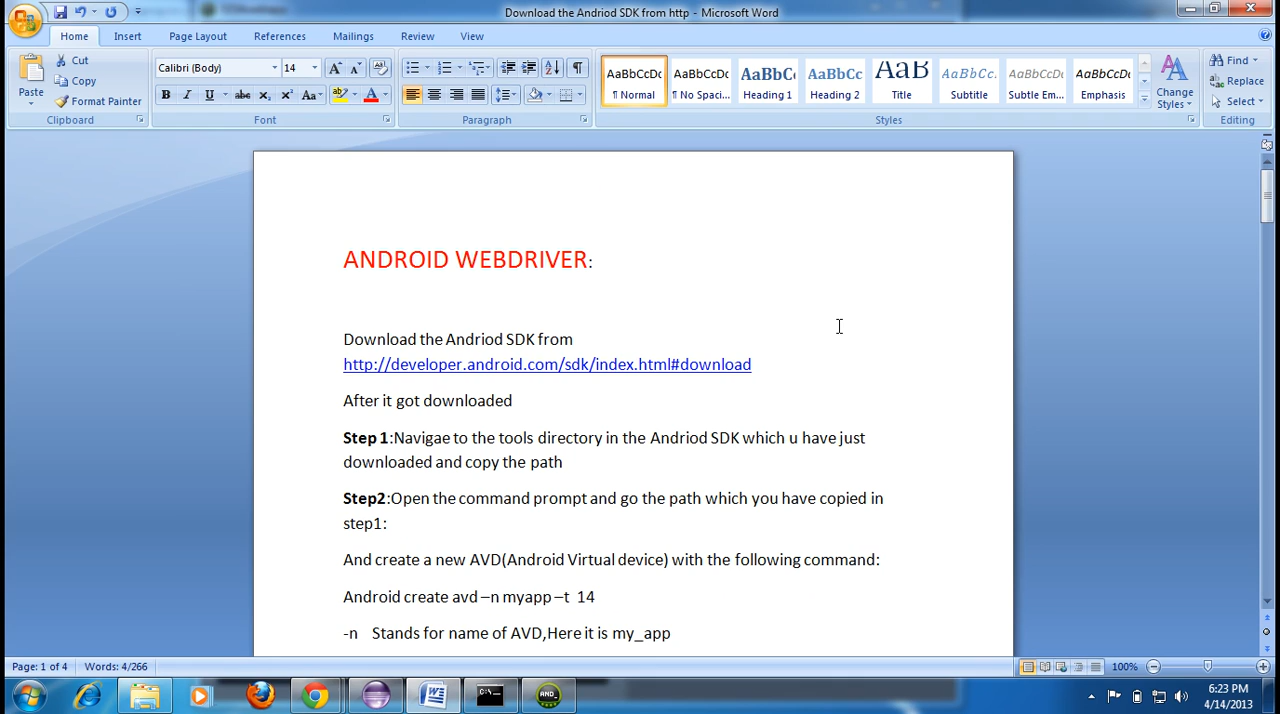 Download the Andriod SDK from http - Microsoft Word
Home Insert Page Layout References Mailings Review View
Paste
Cut
Copy
Format Painter
Clipboard
Calibri (Body) 14
B I U abc X₂ X² Aa
Font
Paragraph
AaBbCcDc AaBbCcDc AaBbC AaBbCc AaB AaBbCc. AaBbCcDc AaBbCcDc
¶ Normal ¶ No Spaci... Heading 1 Heading 2 Title Subtitle Subtle Em... Emphasis
Change
Styles
Styles
Find
Replace
Select
Editing
ANDROID WEBDRIVER:
Download the Andriod SDK from
http://developer.android.com/sdk/index.html#download
After it got downloaded
Step 1:Navigae to the tools directory in the Andriod SDK which u have just
downloaded and copy the path
Step2:Open the command prompt and go the path which you have copied in
step1:
And create a new AVD(Android Virtual device) with the following command:
Android create avd –n myapp –t 14
-n Stands for name of AVD,Here it is my_app
Page: 1 of 4 Words: 4/266
100%
C:\.
AND_
6:23 PM
4/14/2013